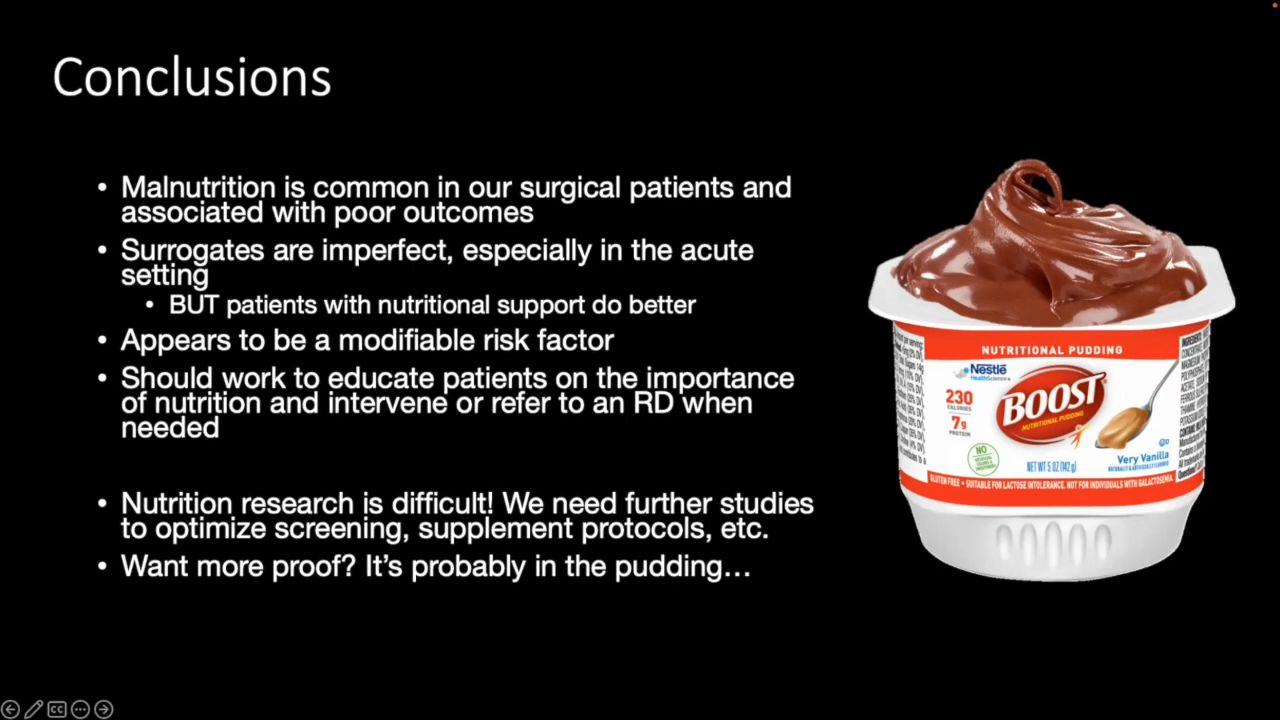 Conclusions
• Malnutrition is common in our surgical patients and
associated with poor outcomes
• Surrogates are imperfect, especially in the acute
setting
• BUT patients with nutritional support do better
• Appears to be a modifiable risk factor
• Should work to educate patients on the importance
of nutrition and intervene or refer to an RD when
needed
• Nutrition research is difficult! We need further studies
to optimize screening, supplement protocols, etc.
• Want more proof? It’s probably in the pudding…
NUTRITIONAL PUDDING
Nestlé
HealthScience
230
CALORIES
7g
PROTEIN
BOOST
NUTRITIONAL PUDDING
NO
Very Vanilla
NATURALLY & ARTIFICIALLY FLAVORED
NET WT 5 OZ (142 g)
GLUTEN FREE • SUITABLE FOR LACTOSE INTOLERANCE. NOT FOR INDIVIDUALS WITH GALACTOSEMIA.
CC